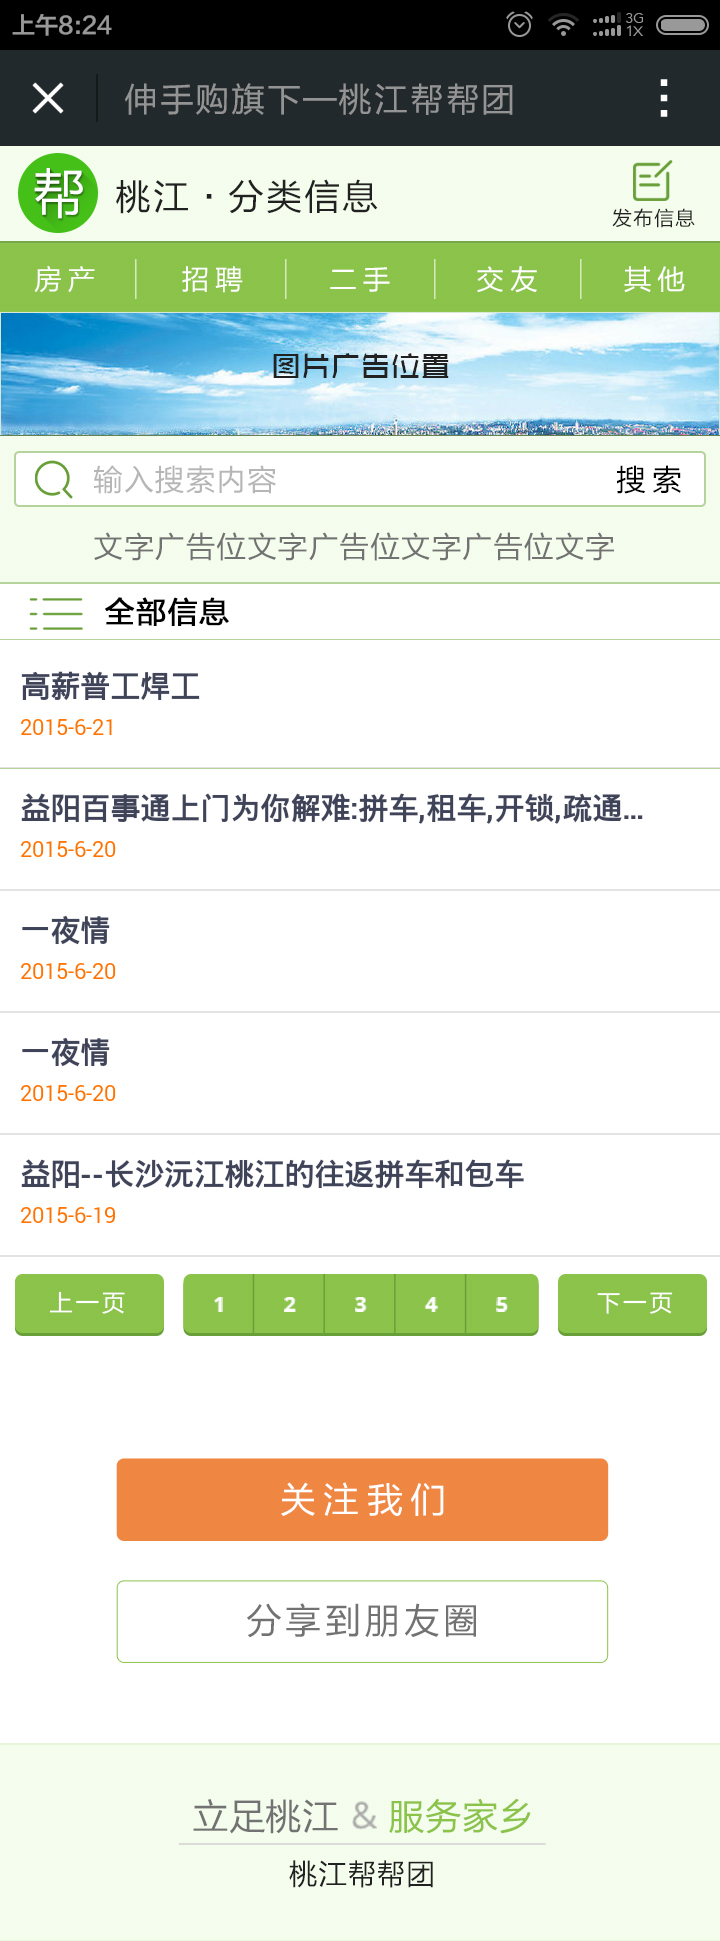 上午8:24
3G
1X
伸手购旗下—桃江帮帮团
帮 桃江·分类信息
发布信息
房产 招聘 二手 交友 其他
图片广告位置
输入搜索内容 搜索
文字广告位文字广告位文字广告位文字
全部信息
高薪普工焊工
2015-6-21
益阳百事通上门为你解难:拼车,租车,开锁,疏通...
2015-6-20
一夜情
2015-6-20
一夜情
2015-6-20
益阳--长沙沅江桃江的往返拼车和包车
2015-6-19
上一页 1 2 3 4 5 下一页
关注我们
分享到朋友圈
立足桃江 & 服务家乡
桃江帮帮团